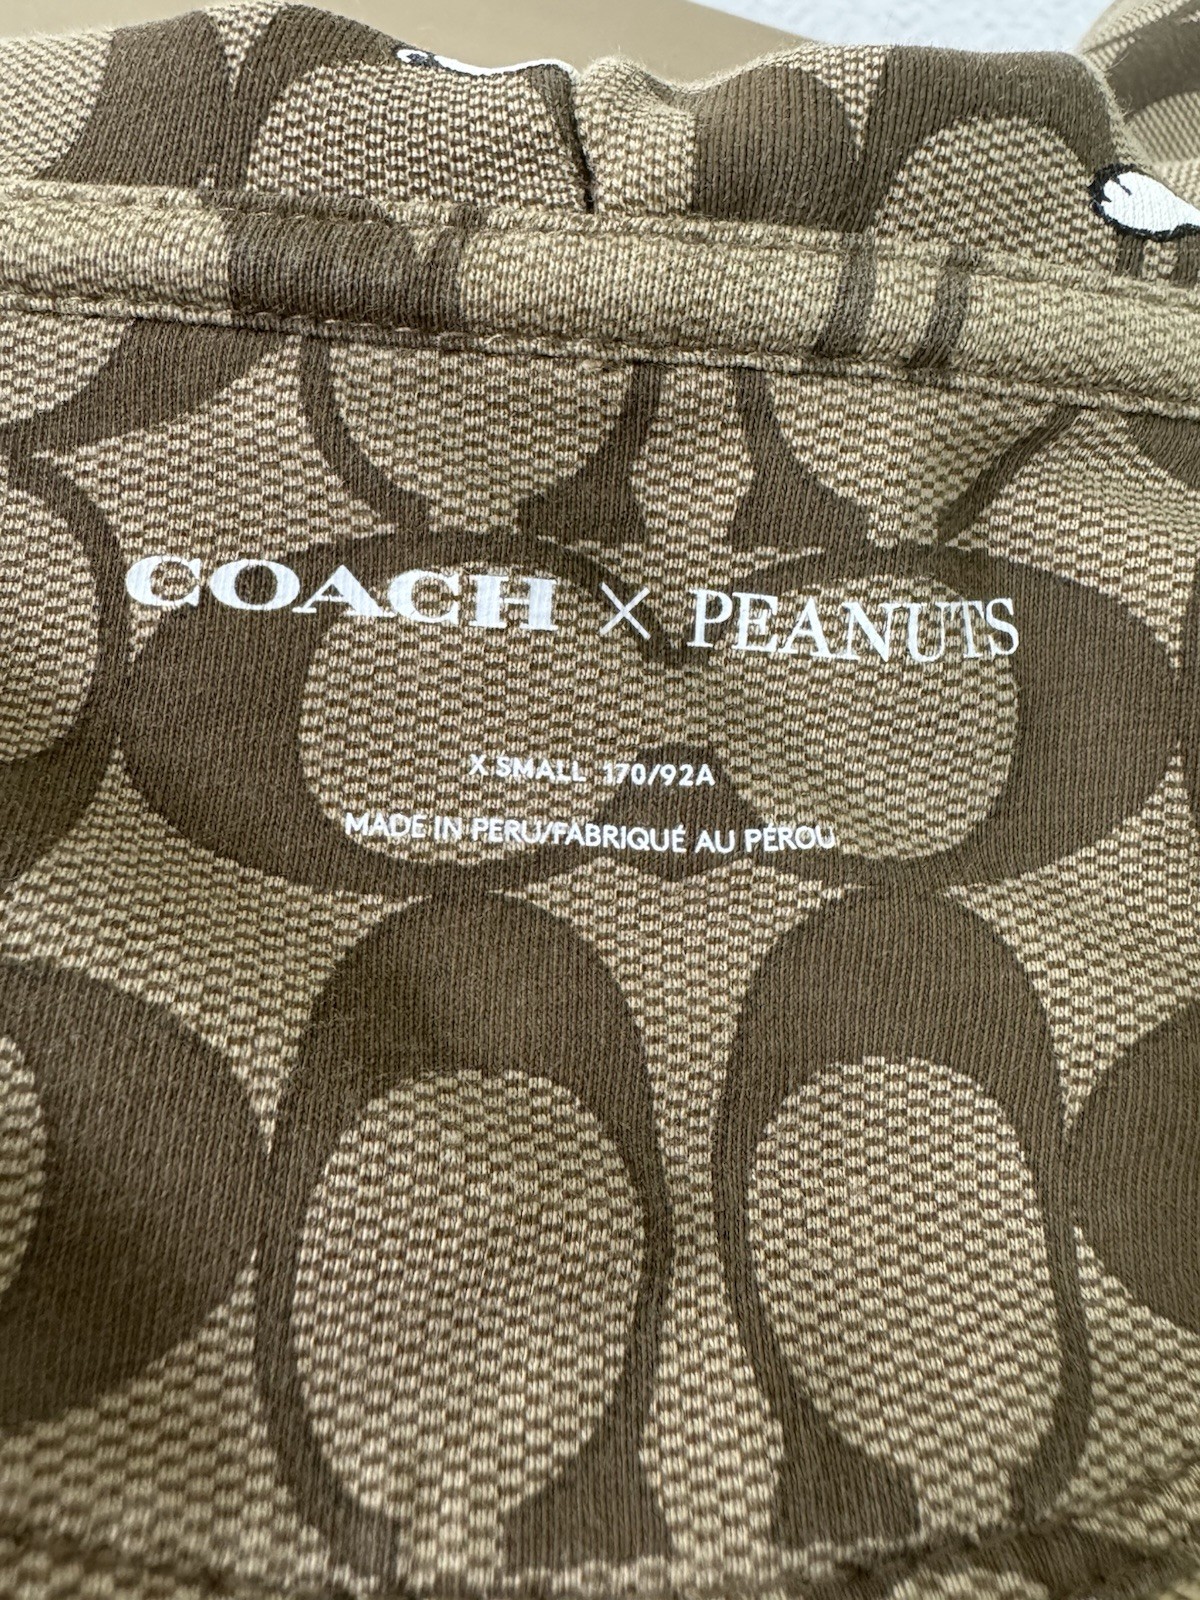 COACH × PEANUTS
X SMALL 170/92A
MADE IN PERU/FABRIQUÉ AU PÉROU